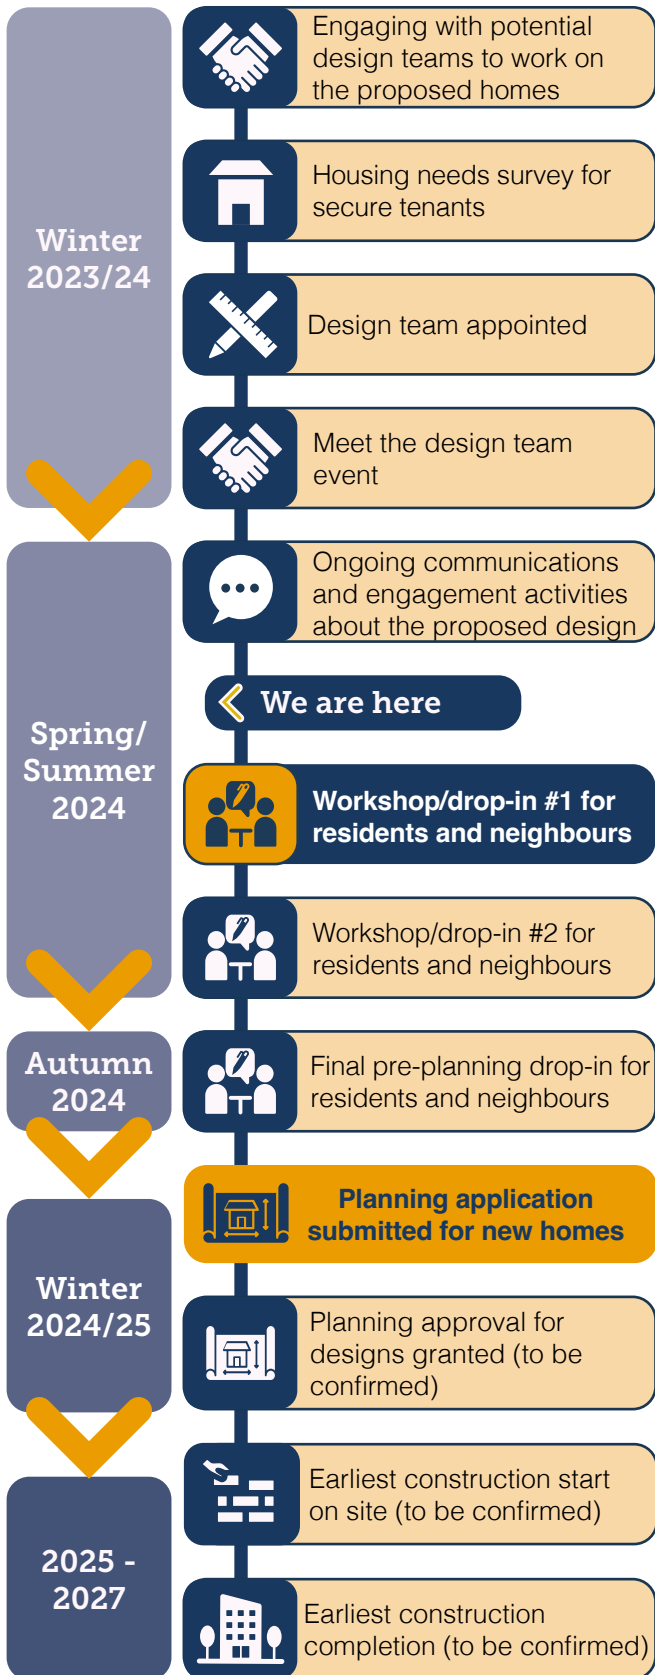 Winter
2023/24
Engaging with potential
design teams to work on
the proposed homes
Housing needs survey for
secure tenants
Design team appointed
Meet the design team
event
Spring/
Summer
2024
Ongoing communications
and engagement activities
about the proposed design
We are here
Workshop/drop-in #1 for
residents and neighbours
Workshop/drop-in #2 for
residents and neighbours
Autumn
2024
Final pre-planning drop-in for
residents and neighbours
Winter
2024/25
Planning application
submitted for new homes
Planning approval for
designs granted (to be
confirmed)
2025 -
2027
Earliest construction start
on site (to be confirmed)
Earliest construction
completion (to be confirmed)